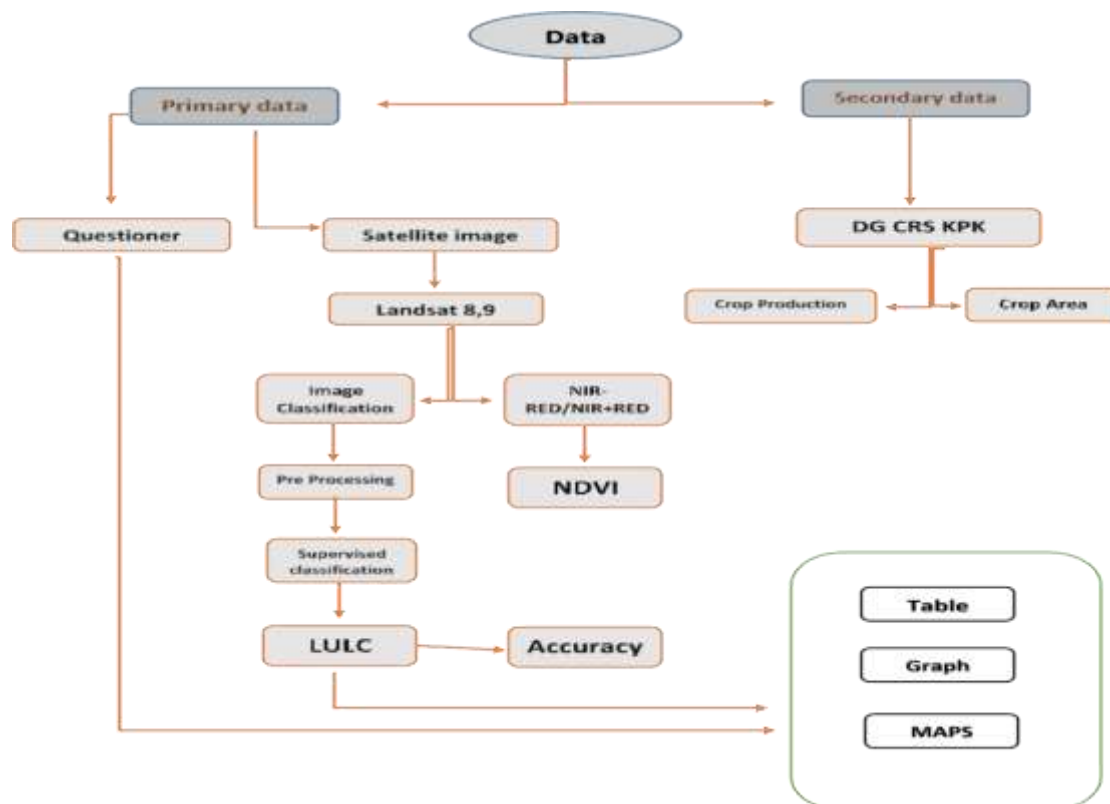 Data
Primary data
Secondary data
Questioner
Satellite image
DG CRS KPK
Landsat 8,9
Crop Production
Crop Area
Image
Classification
NIR-
RED/NIR+RED
Pre Processing
NDVI
Supervised
classification
LULC
Accuracy
Table
Graph
MAPS